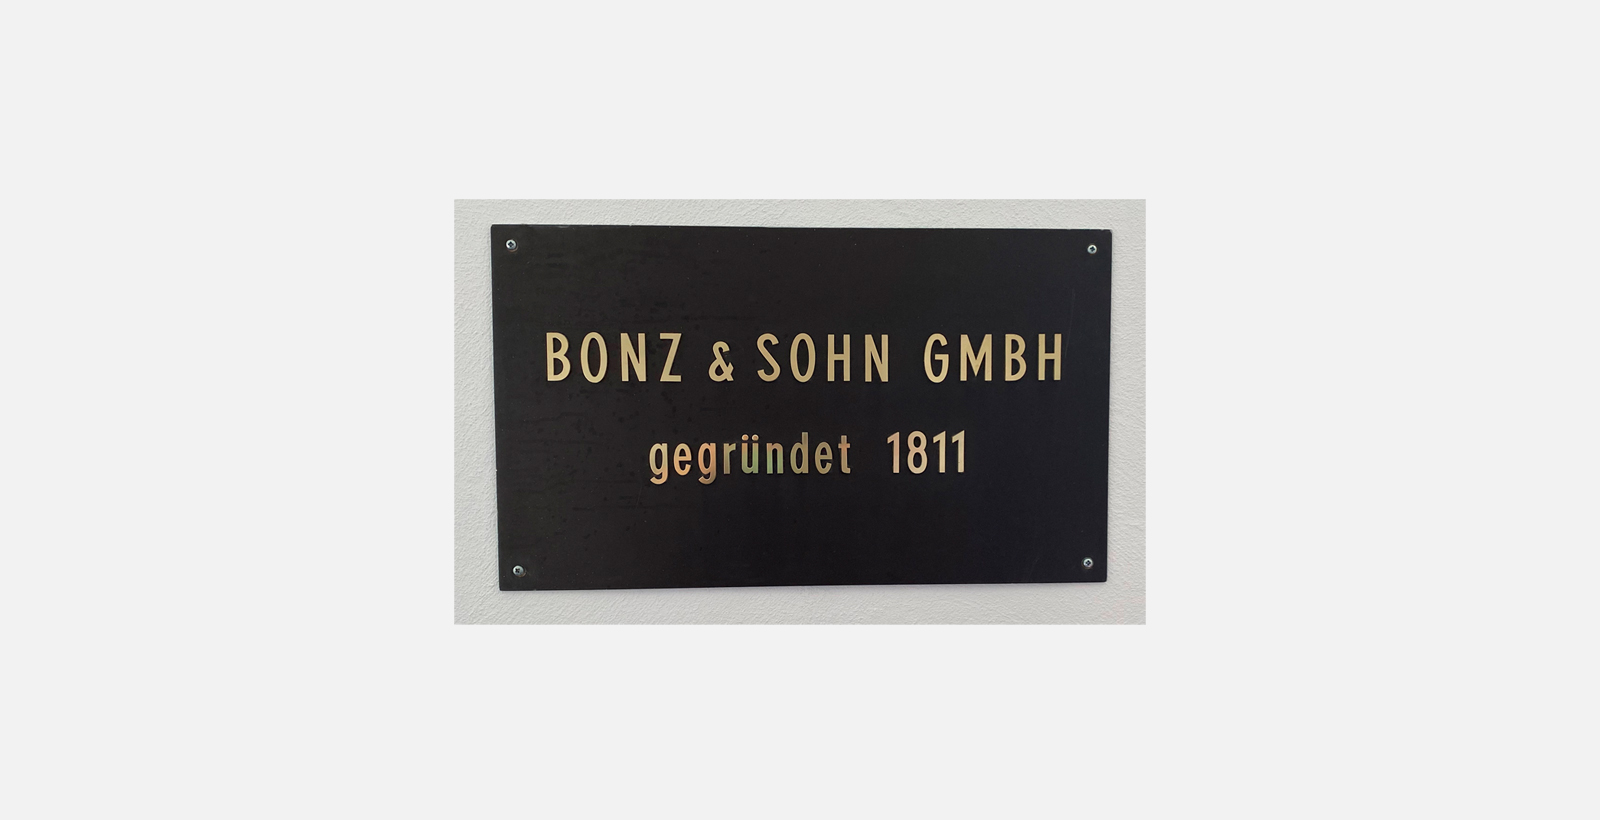 BONZ & SOHN GMBH
gegründet 1811